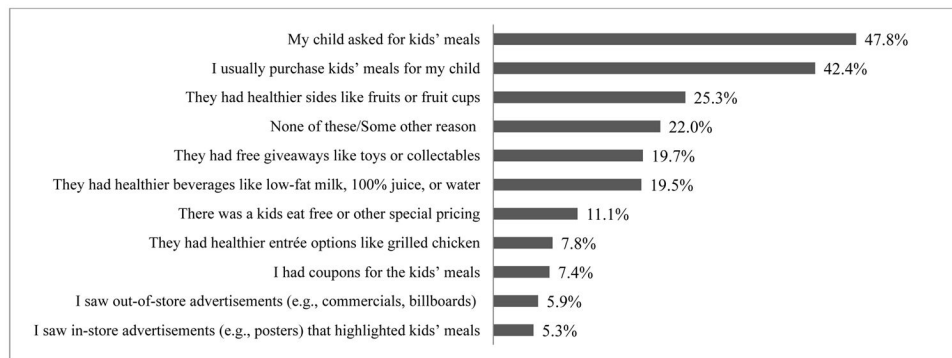 My child asked for kids’ meals 47.8%
I usually purchase kids’ meals for my child 42.4%
They had healthier sides like fruits or fruit cups 25.3%
None of these/Some other reason 22.0%
They had free giveaways like toys or collectables 19.7%
They had healthier beverages like low-fat milk, 100% juice, or water 19.5%
There was a kids eat free or other special pricing 11.1%
They had healthier entrée options like grilled chicken 7.8%
I had coupons for the kids’ meals 7.4%
I saw out-of-store advertisements (e.g., commercials, billboards) 5.9%
I saw in-store advertisements (e.g., posters) that highlighted kids’ meals 5.3%